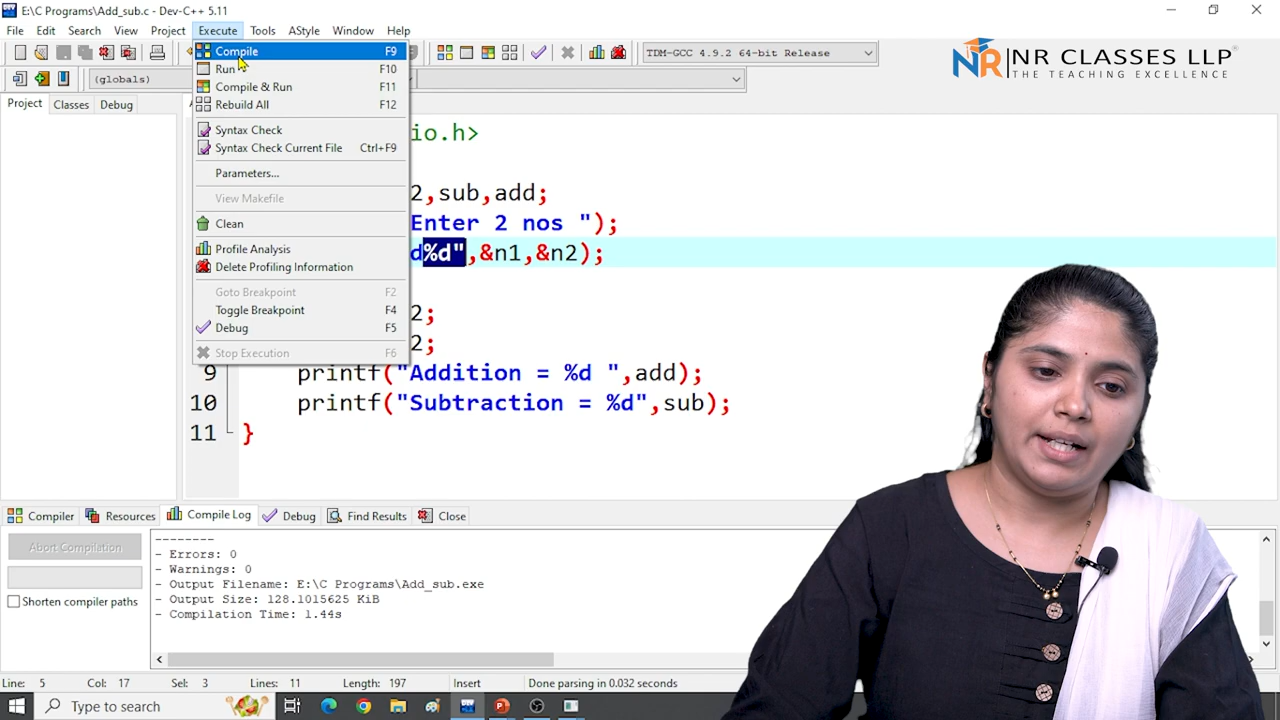 E:\C Programs\Add_sub.c - Dev-C++ 5.11
File Edit Search View Project Execute Tools AStyle Window Help
TDM-GCC 4.9.2 64-bit Release
(globals)
NR NR CLASSES LLP®
THE TEACHING EXCELLENCE
Project Classes Debug
Compile F9
Run F10
Compile & Run F11
Rebuild All F12
Syntax Check
Syntax Check Current File Ctrl+F9
Parameters...
View Makefile
Clean
Profile Analysis
Delete Profiling Information
Goto Breakpoint F2
Toggle Breakpoint F4
Debug F5
Stop Execution F6
io.h>
2,sub,add;
Enter 2 nos ");
d%d",&n1,&n2);
2;
2;
9 printf("Addition = %d ",add);
10 printf("Subtraction = %d",sub);
11 }
Compiler Resources Compile Log Debug Find Results Close
Abort Compilation
Shorten compiler paths
--------
- Errors: 0
- Warnings: 0
- Output Filename: E:\C Programs\Add_sub.exe
- Output Size: 128.1015625 KiB
- Compilation Time: 1.44s
Line: 5 Col: 17 Sel: 3 Lines: 11 Length: 197 Insert Done parsing in 0.032 seconds
Type to search